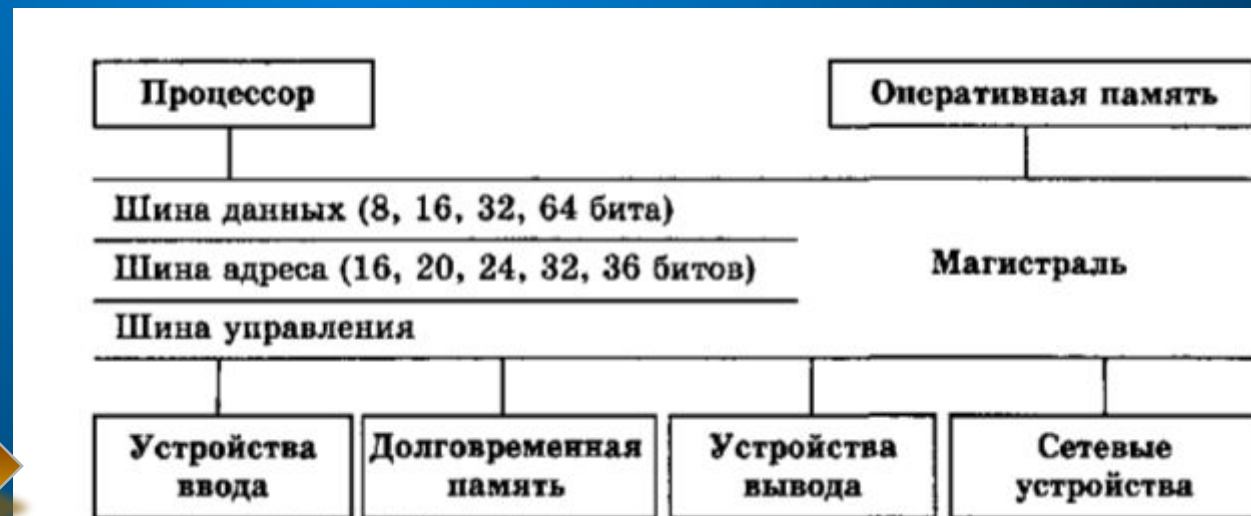 Процессор
Оперативная память
Шина данных (8, 16, 32, 64 бита)
Шина адреса (16, 20, 24, 32, 36 битов)
Магистраль
Шина управления
Устройства
ввода
Долговременная
память
Устройства
вывода
Сетевые
устройства